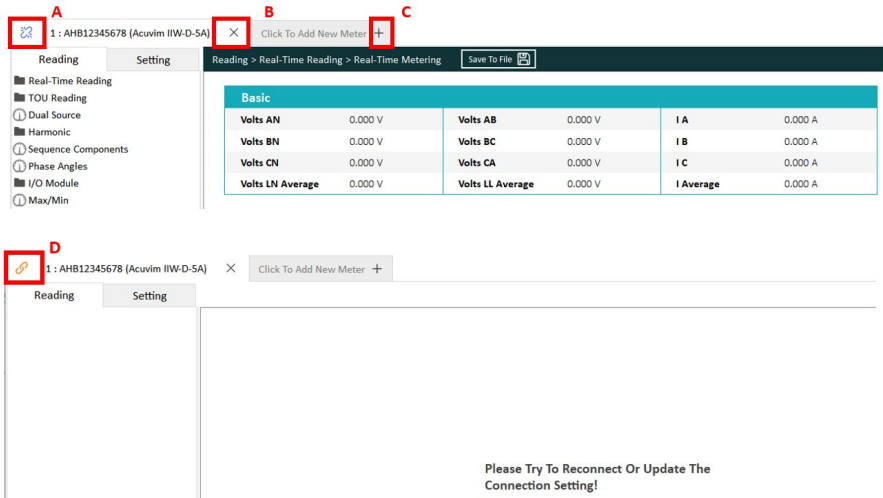 A B C
1 : AHB12345678 (Acuvim IIW-D-5A) Click To Add New Meter
Reading Setting Reading > Real-Time Reading > Real-Time Metering Save To File
Real-Time Reading
TOU Reading
Dual Source
Harmonic
Sequence Components
Phase Angles
I/O Module
Max/Min
Basic
Volts AN 0.000 V Volts AB 0.000 V I A 0.000 A
Volts BN 0.000 V Volts BC 0.000 V I B 0.000 A
Volts CN 0.000 V Volts CA 0.000 V I C 0.000 A
Volts LN Average 0.000 V Volts LL Average 0.000 V I Average 0.000 A
D
1 : AHB12345678 (Acuvim IIW-D-5A) Click To Add New Meter
Reading Setting
Please Try To Reconnect Or Update The
Connection Setting!